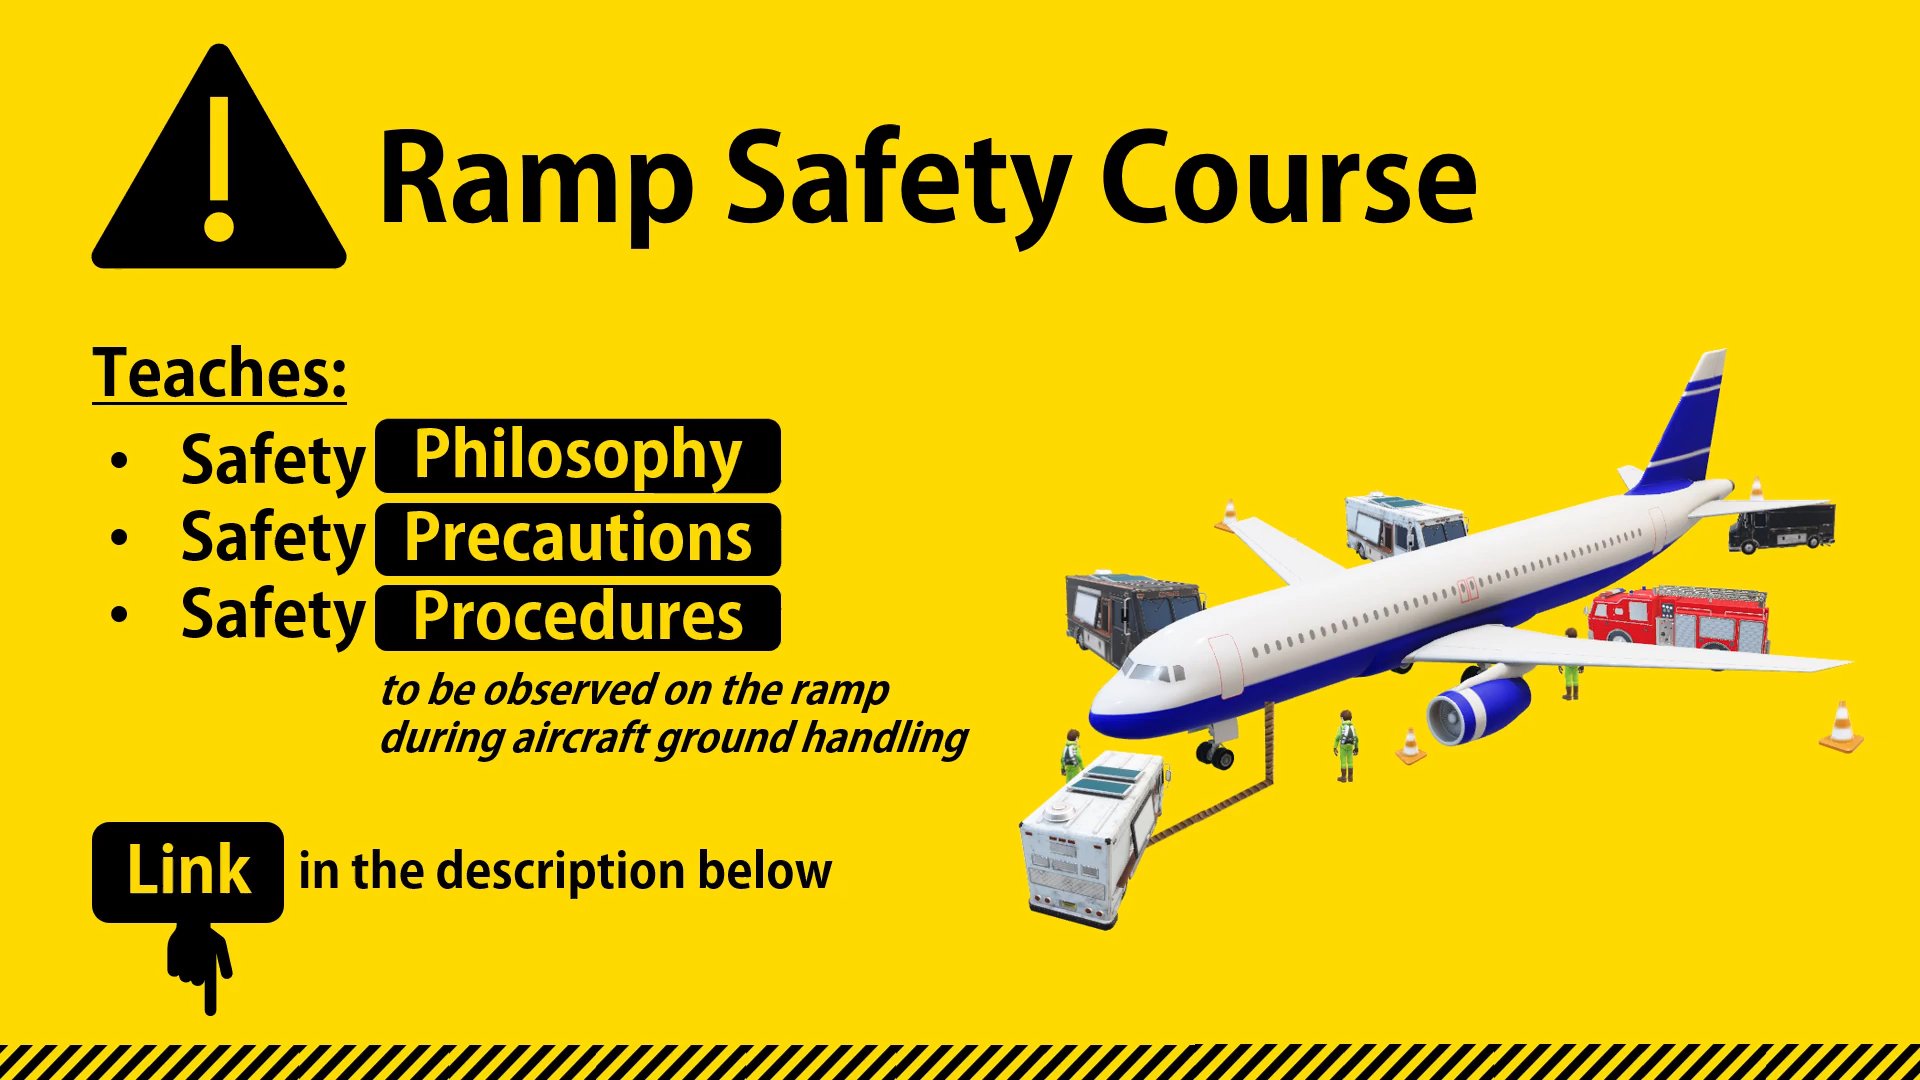 Ramp Safety Course
Teaches:
• Safety Philosophy
• Safety Precautions
• Safety Procedures
to be observed on the ramp
during aircraft ground handling
Link in the description below